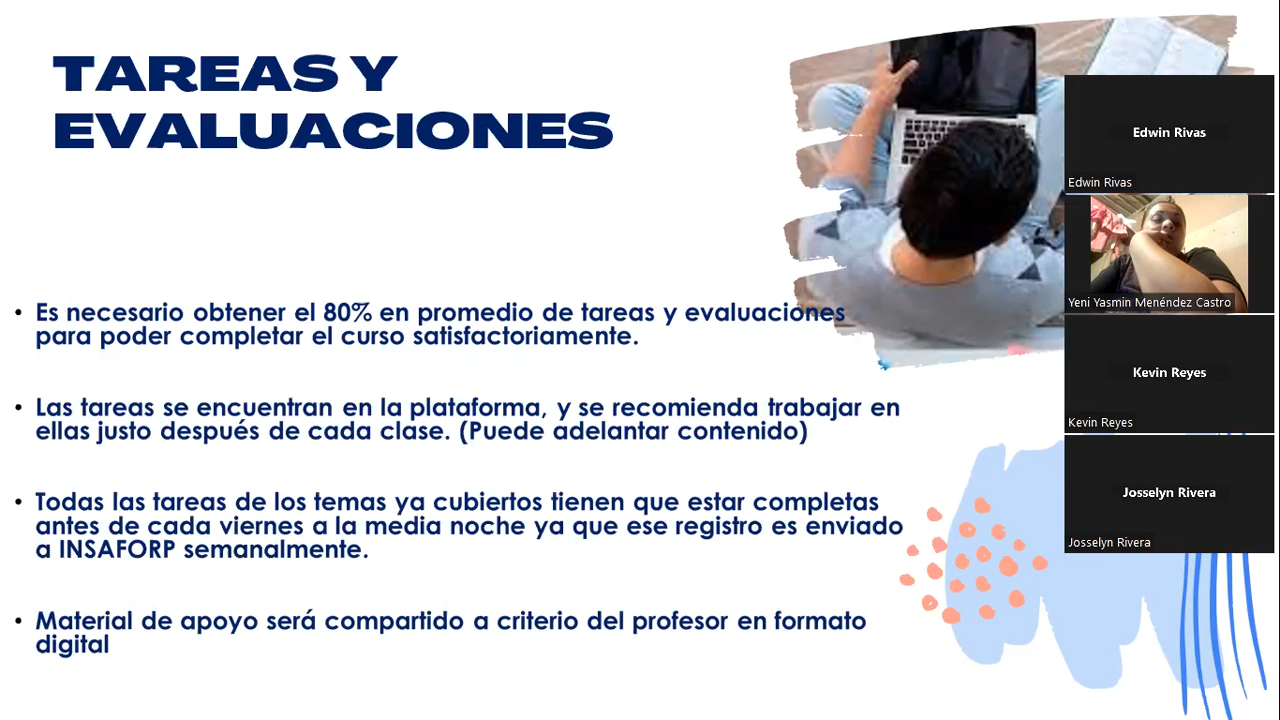 TAREAS Y
EVALUACIONES
• Es necesario obtener el 80% en promedio de tareas y evaluaciones
para poder completar el curso satisfactoriamente.
• Las tareas se encuentran en la plataforma, y se recomienda trabajar en
ellas justo después de cada clase. (Puede adelantar contenido)
• Todas las tareas de los temas ya cubiertos tienen que estar completas
antes de cada viernes a la media noche ya que ese registro es enviado
a INSAFORP semanalmente.
• Material de apoyo será compartido a criterio del profesor en formato
digital
Edwin Rivas
Edwin Rivas
Yeni Yasmin Menéndez Castro
Kevin Reyes
Kevin Reyes
Josselyn Rivera
Josselyn Rivera